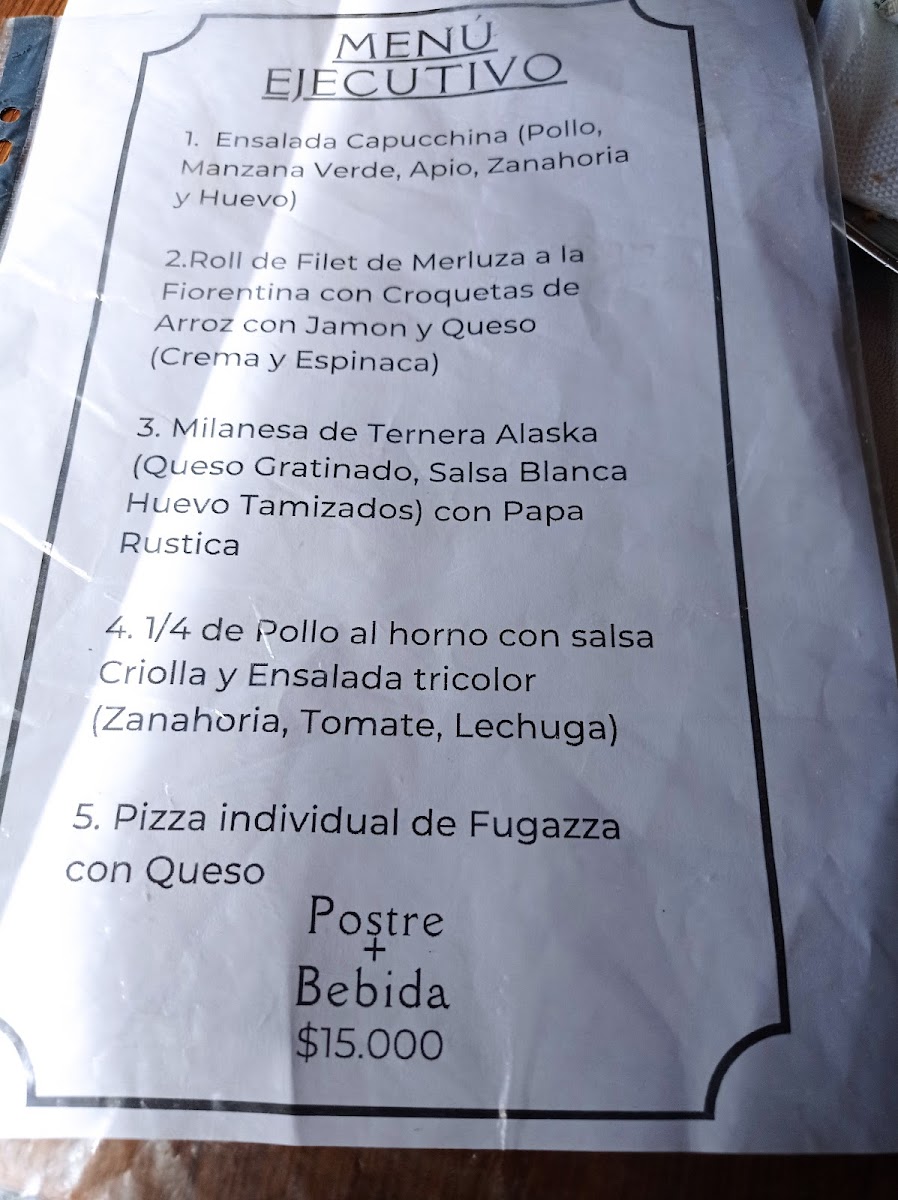 MENÚ
EJECUTIVO
1. Ensalada Capucchina (Pollo,
Manzana Verde, Apio, Zanahoria
y Huevo)
2.Roll de Filet de Merluza a la
Fiorentina con Croquetas de
Arroz con Jamon y Queso
(Crema y Espinaca)
3. Milanesa de Ternera Alaska
(Queso Gratinado, Salsa Blanca
Huevo Tamizados) con Papa
Rustica
4. 1/4 de Pollo al horno con salsa
Criolla y Ensalada tricolor
(Zanahoria, Tomate, Lechuga)
5. Pizza individual de Fugazza
con Queso
Postre
+
Bebida
$15.000